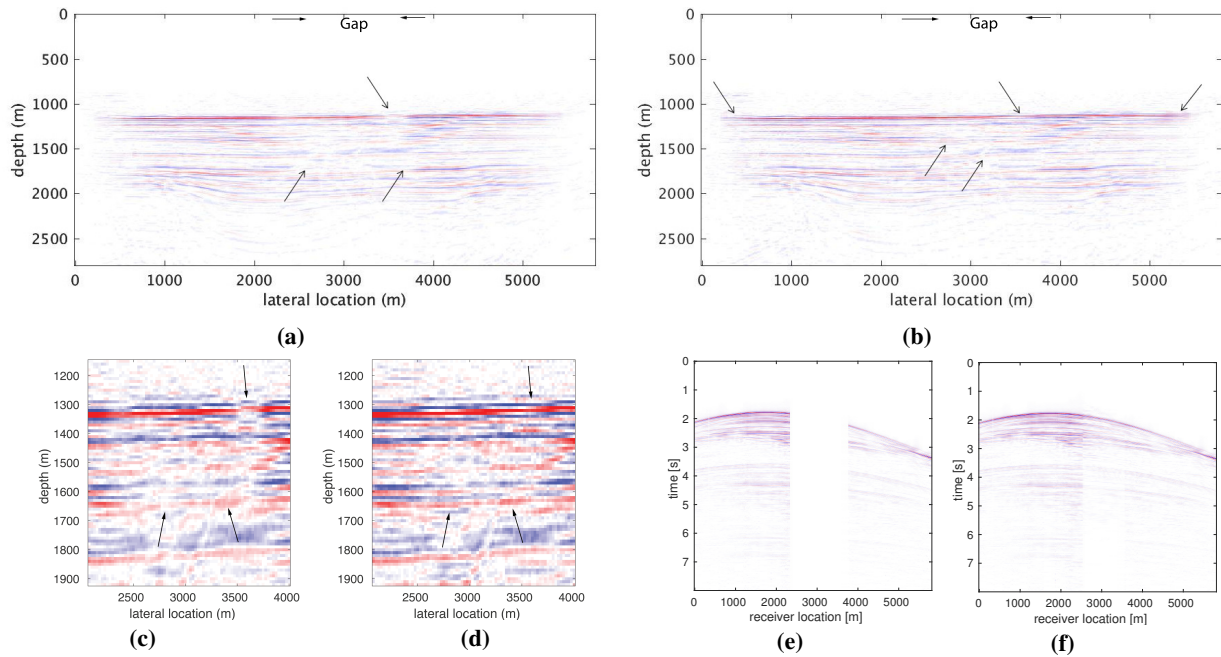 Gap
0
500
1000
1500
2000
2500
depth (m)
0 1000 2000 3000 4000 5000
lateral location (m)
(a)
Gap
0
500
1000
1500
2000
2500
depth (m)
0 1000 2000 3000 4000 5000
lateral location (m)
(b)
1200
1300
1400
1500
1600
1700
1800
1900
depth (m)
2500 3000 3500 4000
lateral location (m)
(c)
1200
1300
1400
1500
1600
1700
1800
1900
depth (m)
2500 3000 3500 4000
lateral location (m)
(d)
0
1
2
3
4
5
6
7
time [s]
0 1000 2000 3000 4000 5000
receiver location [m]
(e)
0
1
2
3
4
5
6
7
time [s]
0 1000 2000 3000 4000 5000
receiver location [m]
(f)